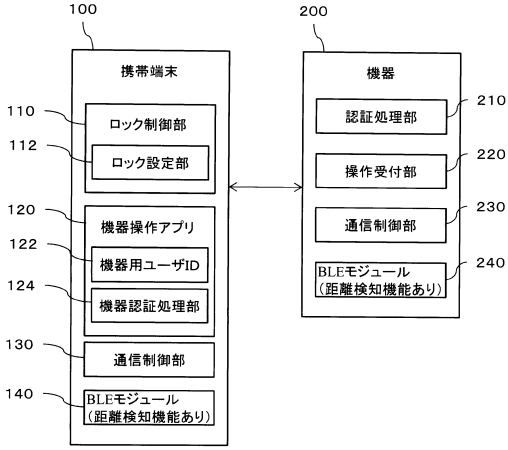 100
携帯端末
110
ロック制御部
112
ロック設定部
120
機器操作アプリ
122
機器用ユーザID
124
機器認証処理部
130
通信制御部
140
BLEモジュール
(距離検知機能あり)
200
機器
認証処理部
210
操作受付部
220
通信制御部
230
BLEモジュール
(距離検知機能あり)
240